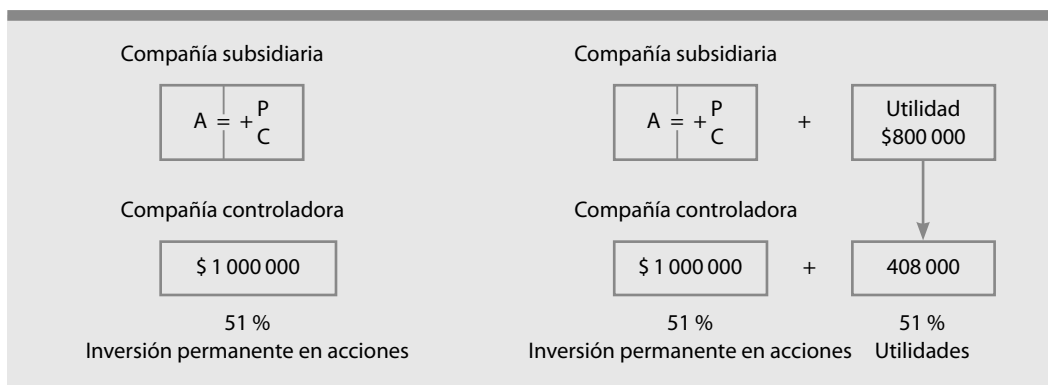 Compañía subsidiaria
A = + P
C
Compañía controladora
$ 1 000 000
51 %
Inversión permanente en acciones
Compañía subsidiaria
A = + P
C
+
Utilidad
$800 000
Compañía controladora
$ 1 000 000
+
408 000
51 %
Inversión permanente en acciones
51 %
Utilidades